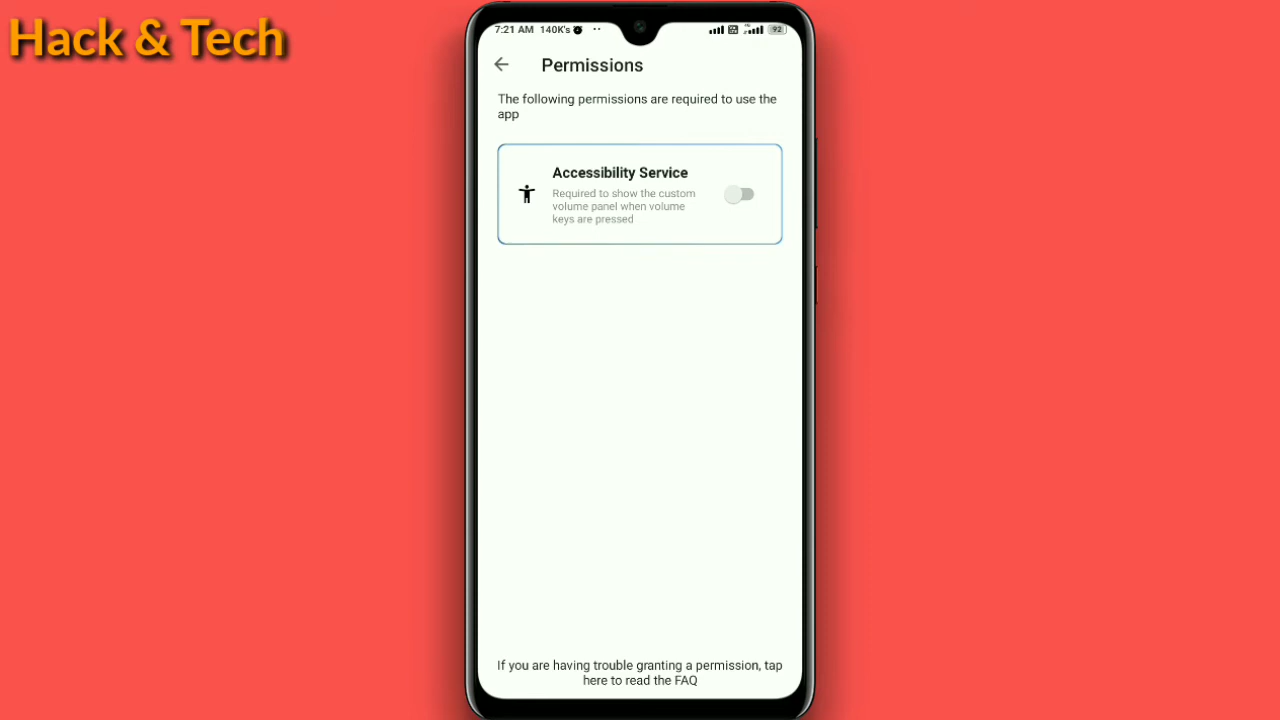 Hack & Tech
7:21 AM 140K's 92
Permissions
The following permissions are required to use the
app
Accessibility Service
Required to show the custom
volume panel when volume
keys are pressed
If you are having trouble granting a permission, tap
here to read the FAQ